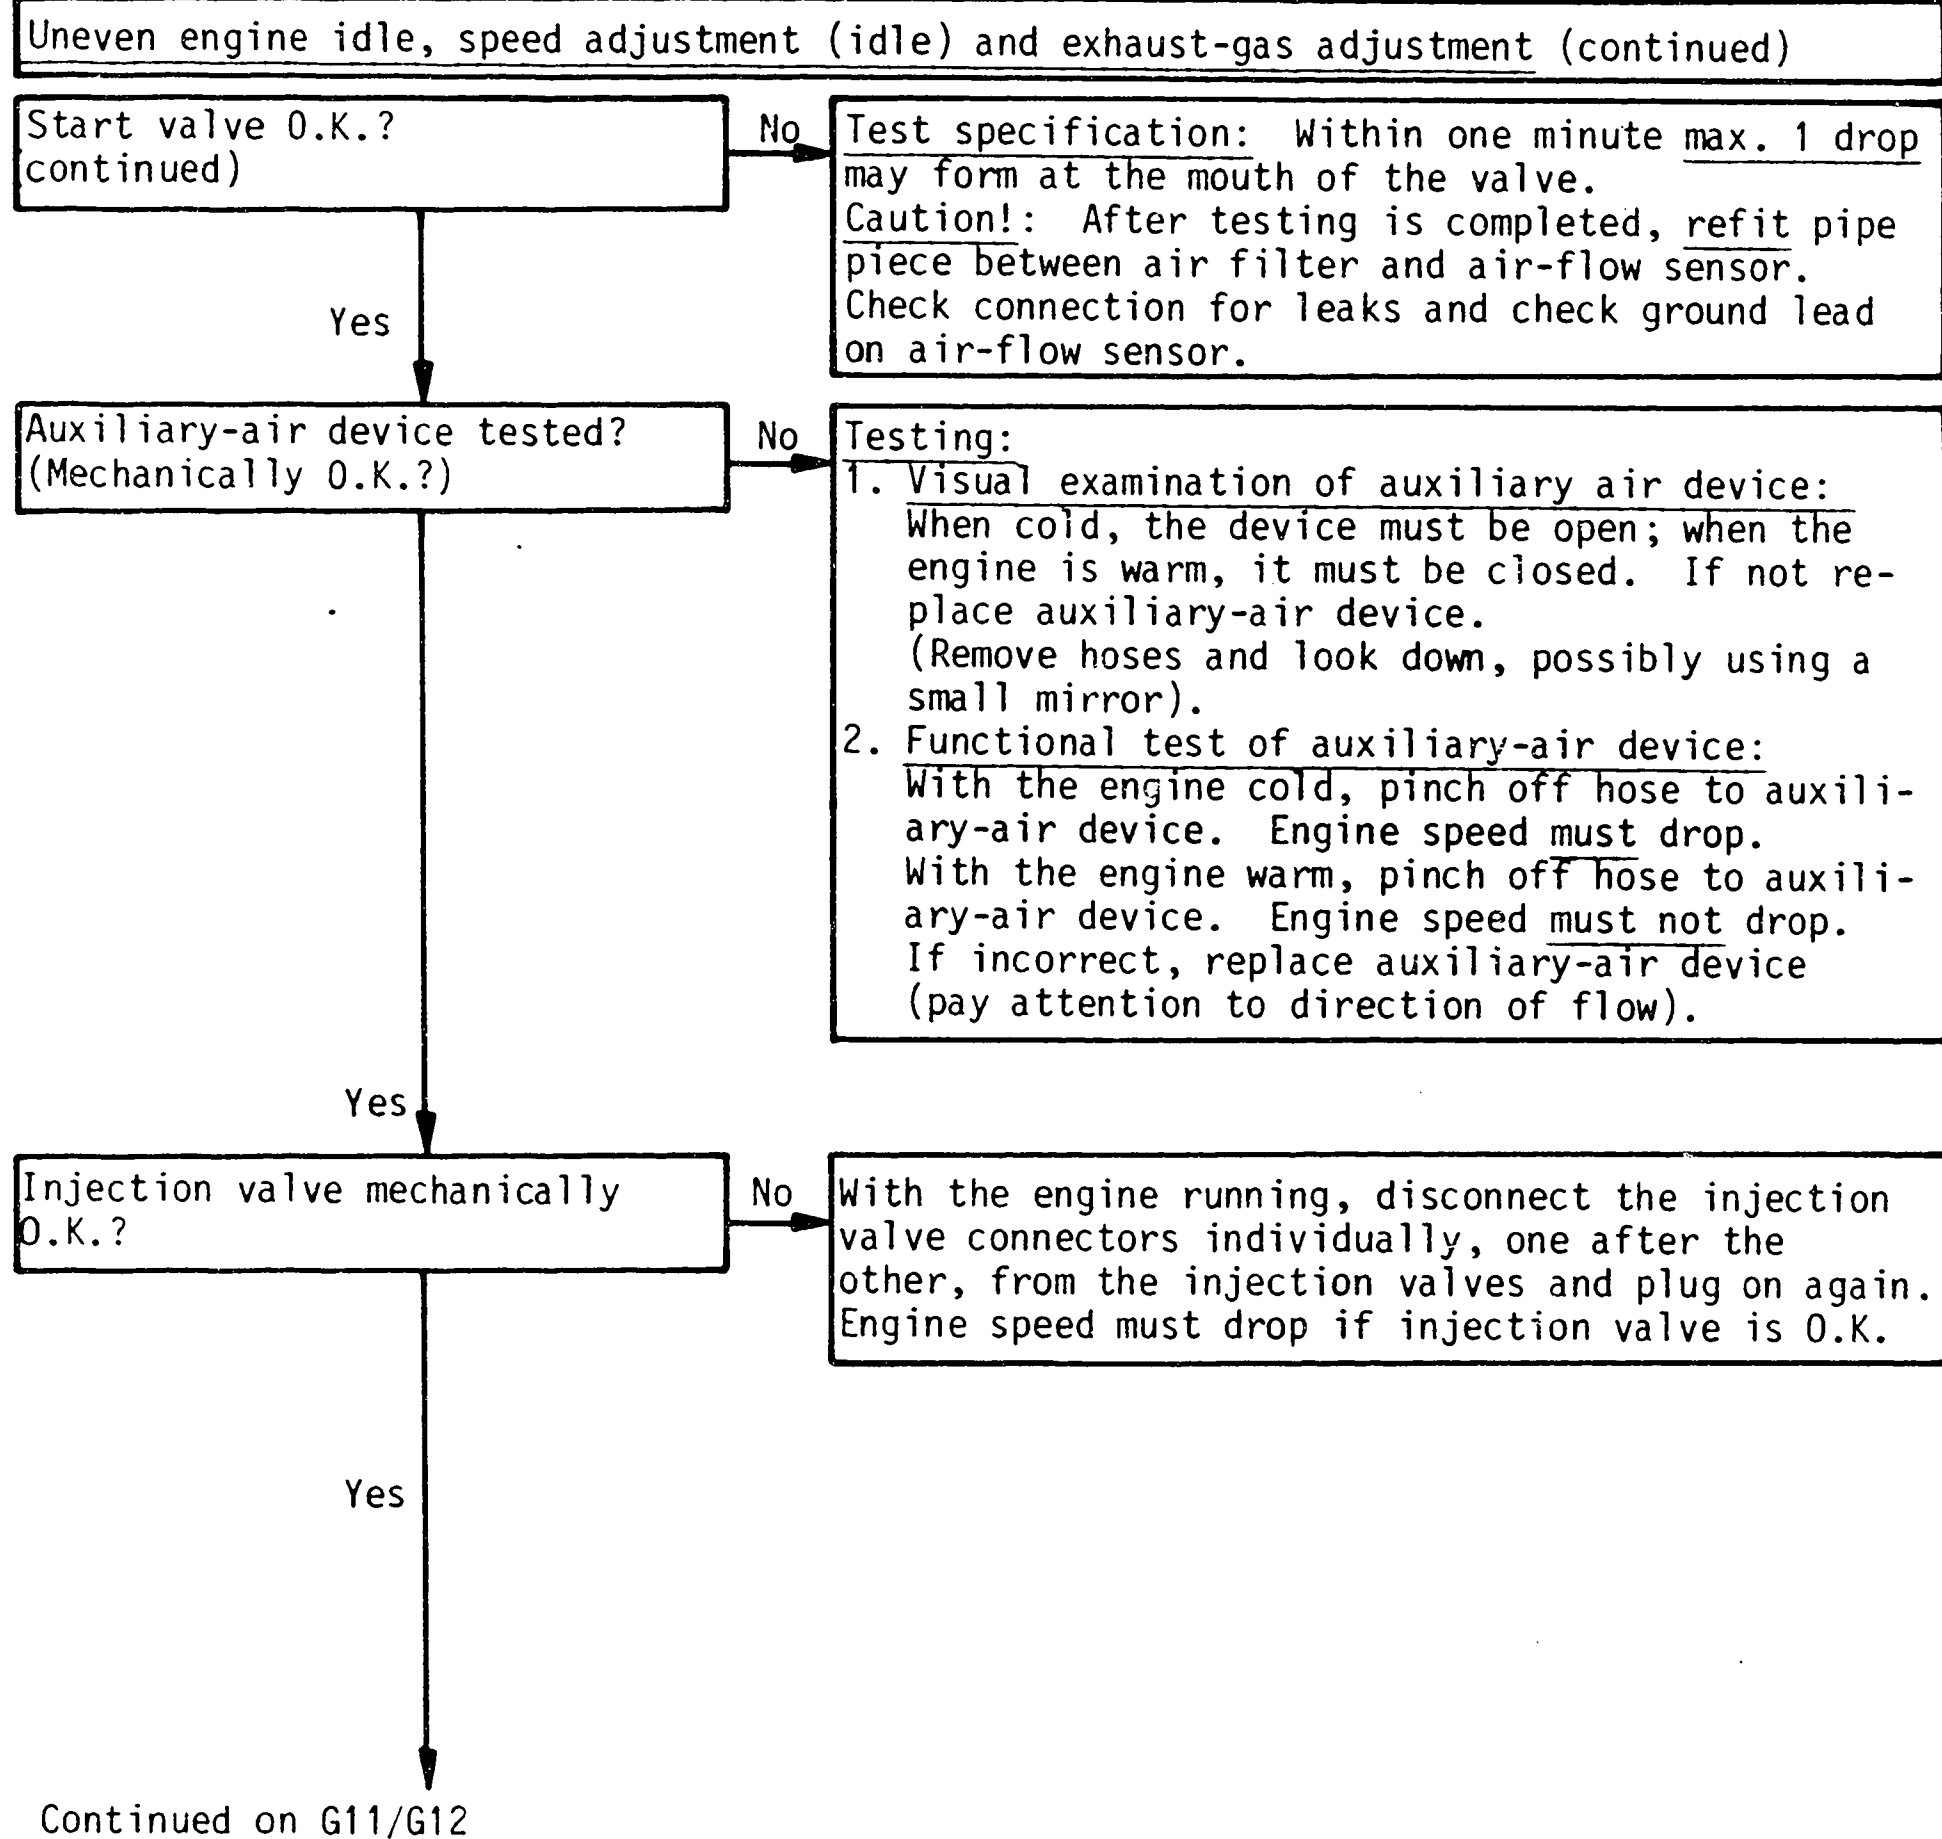 Uneven engine idle, speed adjustment (idle) and exhaust-gas adjustment (continued)
Start valve O.K.?
continued)
No
Test specification: Within one minute max. 1 drop
may form at the mouth of the valve.
Caution!: After testing is completed, refit pipe
piece between air filter and air-flow sensor.
Check connection for leaks and check ground lead
on air-flow sensor.
Yes
Auxiliary-air device tested?
(Mechanically O.K.?)
No
Testing:
1. Visual examination of auxiliary air device:
When cold, the device must be open; when the
engine is warm, it must be closed. If not re-
place auxiliary-air device.
(Remove hoses and look down, possibly using a
small mirror).
2. Functional test of auxiliary-air device:
With the engine cold, pinch off hose to auxili-
ary-air device. Engine speed must drop.
With the engine warm, pinch off hose to auxili-
ary-air device. Engine speed must not drop.
If incorrect, replace auxiliary-air device
(pay attention to direction of flow).
Yes
Injection valve mechanically
O.K.?
No
With the engine running, disconnect the injection
valve connectors individually, one after the
other, from the injection valves and plug on again.
Engine speed must drop if injection valve is O.K.
Yes
Continued on G11/G12